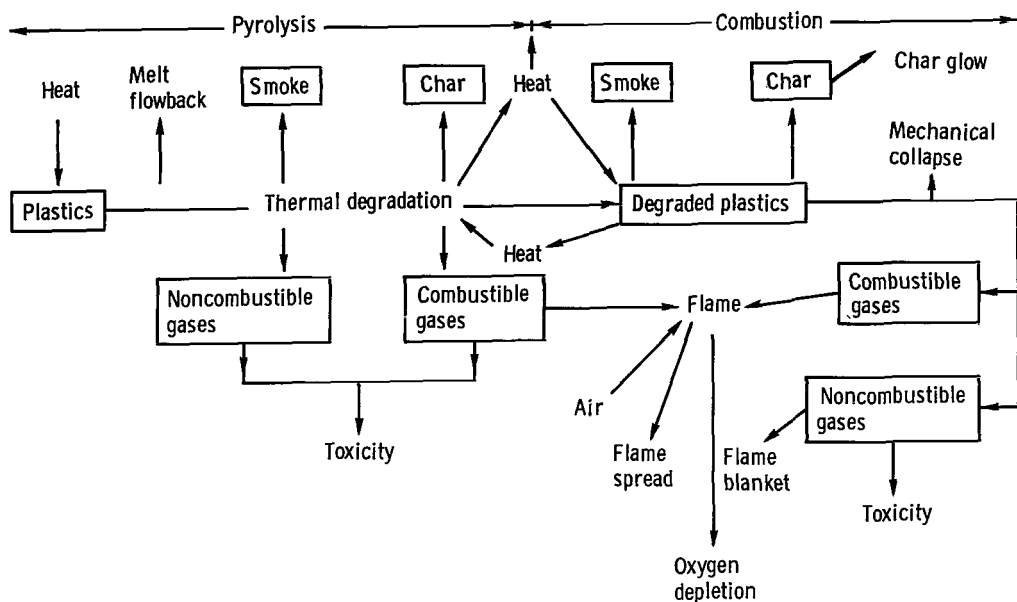 Pyrolysis
Combustion
Heat
Melt
flowback
Smoke
Char
Heat
Smoke
Char
Char glow
Mechanical
collapse
Plastics
Thermal degradation
Degraded plastics
Heat
Noncombustible
gases
Combustible
gases
Flame
Combustible
gases
Air
Noncombustible
gases
Toxicity
Flame
spread
Flame
blanket
Toxicity
Oxygen
depletion